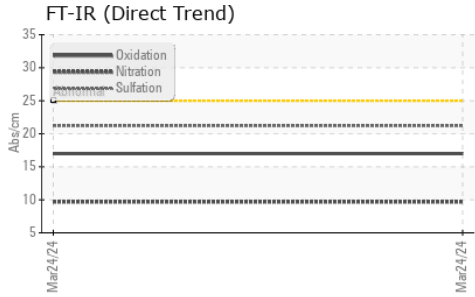 FT-IR (Direct Trend)
35
30
25
20
15
10
5
Abs/cm
Oxidation
Nitration
Sulfation
Abnormal
Mar24/24
Mar24/24